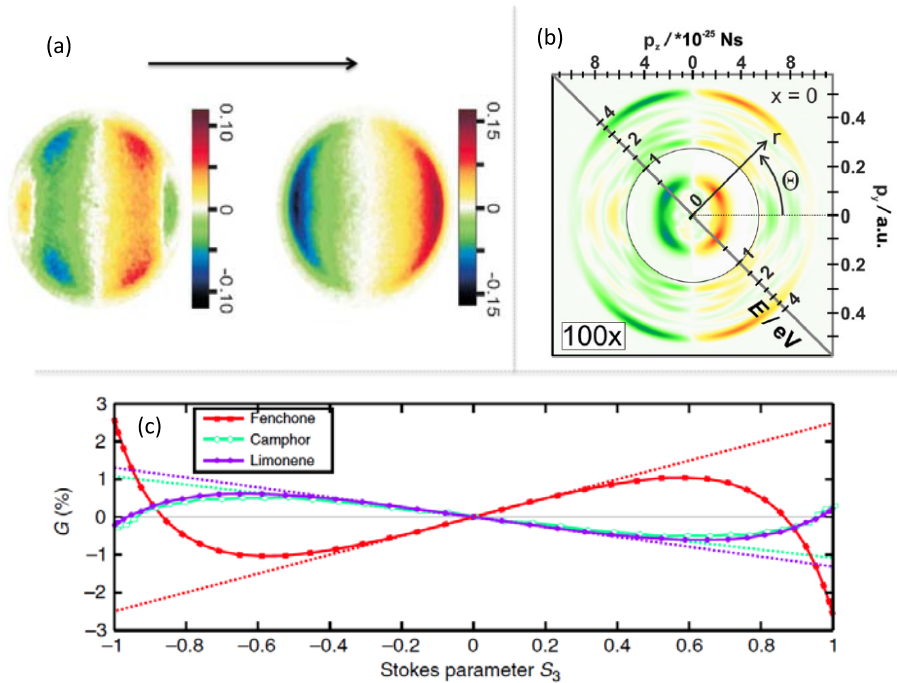 (a)
0.10
0
-0.10
0.15
0
-0.15
(b)
p_z / *10^-25 Ns
8 4 0 4 8
x = 0
r
Θ
0.4
0.2
0
0.2
0.4
p_y / a.u.
4
2
1
0
1
2
4
E/eV
100x
(c)
Fenchone
Camphor
Limonene
3
2
1
0
−1
−2
−3
G (%)
−1 −0.8 −0.6 −0.4 −0.2 0 0.2 0.4 0.6 0.8 1
Stokes parameter S_3